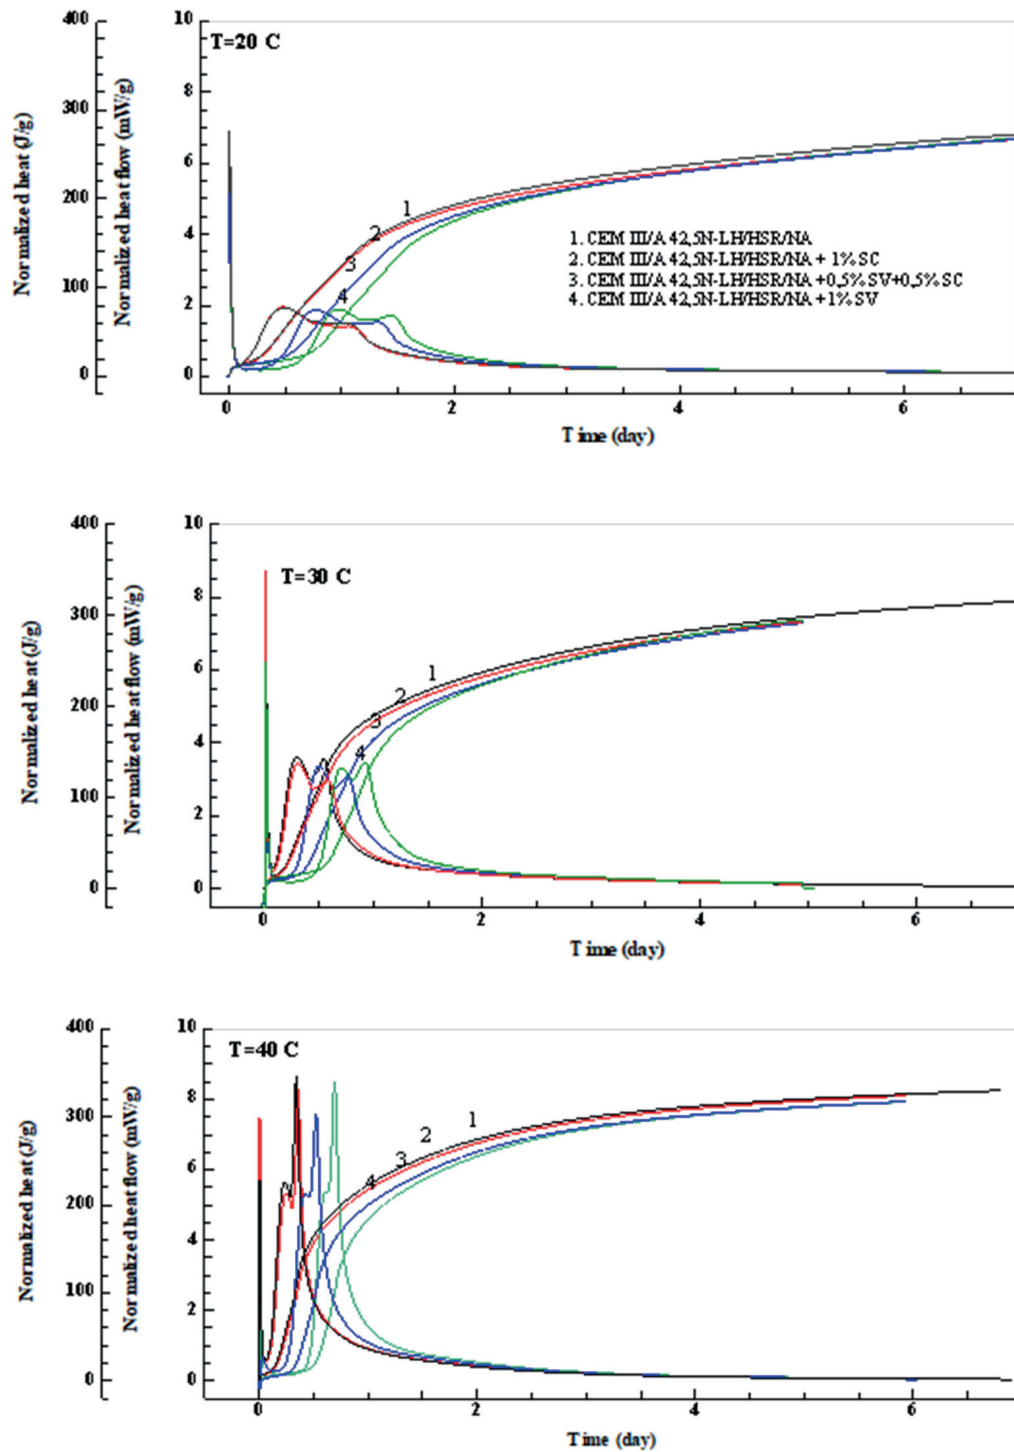 400
300
200
100
0
Normalized heat (J/g)
10
8
6
4
2
0
Normalized heat flow (mW/g)
T=20 C
1
2
3
4
1. CEM III/A 42,5N-LH/HSR/NA
2. CEM III/A 42,5N-LH/HSR/NA + 1% SC
3. CEM III/A 42,5N-LH/HSR/NA +0,5% SV+0,5% SC
4. CEM III/A 42,5N-LH/HSR/NA + 1% SV
0 2 4 6
Time (day)
400
300
200
100
0
Normalized heat (J/g)
10
8
6
4
2
0
Normalized heat flow (mW/g)
T=30 C
1
2
3
4
0 2 4 6
Time (day)
400
300
200
100
0
Normalized heat (J/g)
10
8
6
4
2
0
Normalized heat flow (mW/g)
T=40 C
1
2
3
4
0 2 4 6
Time (day)